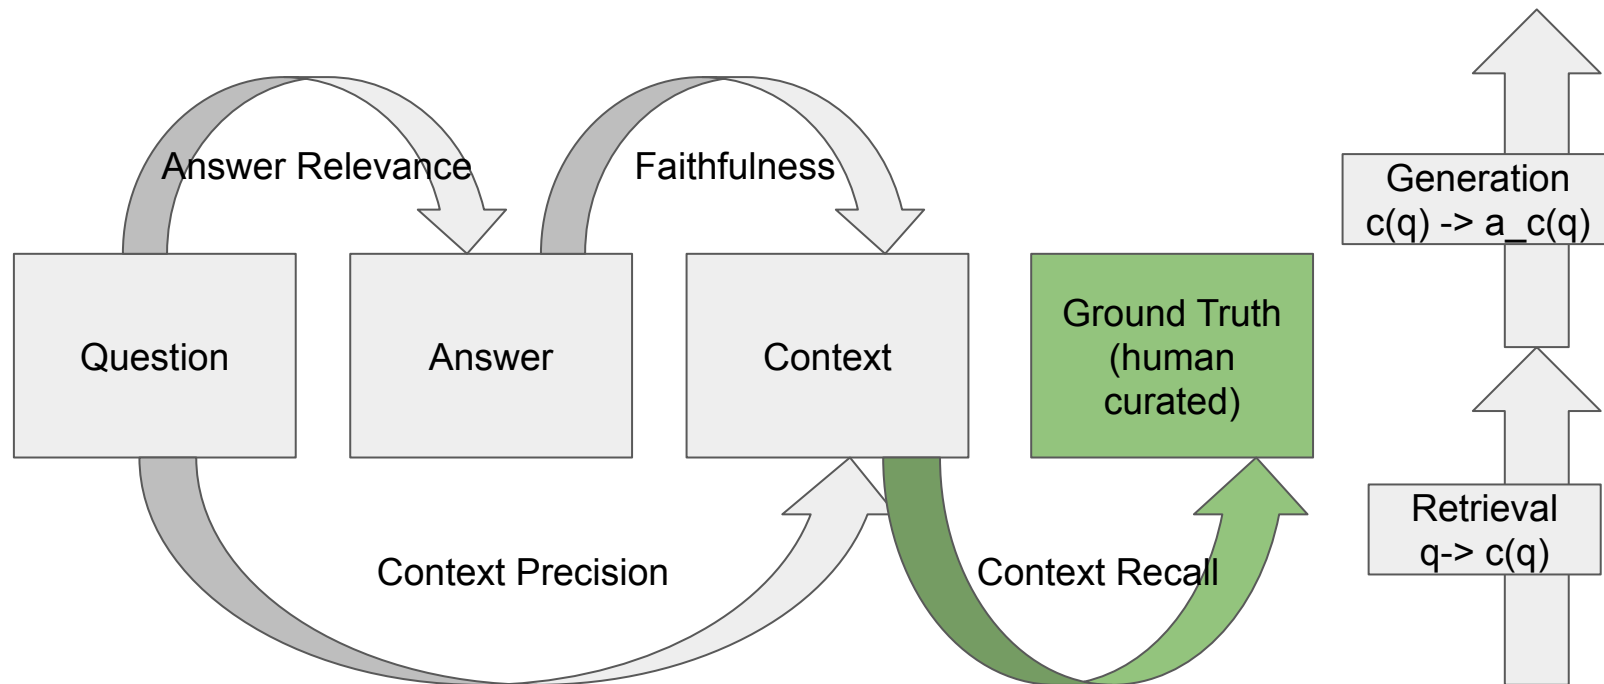 Answer Relevance
Faithfulness
Generation
c(q) -> a_c(q)
Question
Answer
Context
Ground Truth
(human
curated)
Context Precision
Context Recall
Retrieval
q-> c(q)